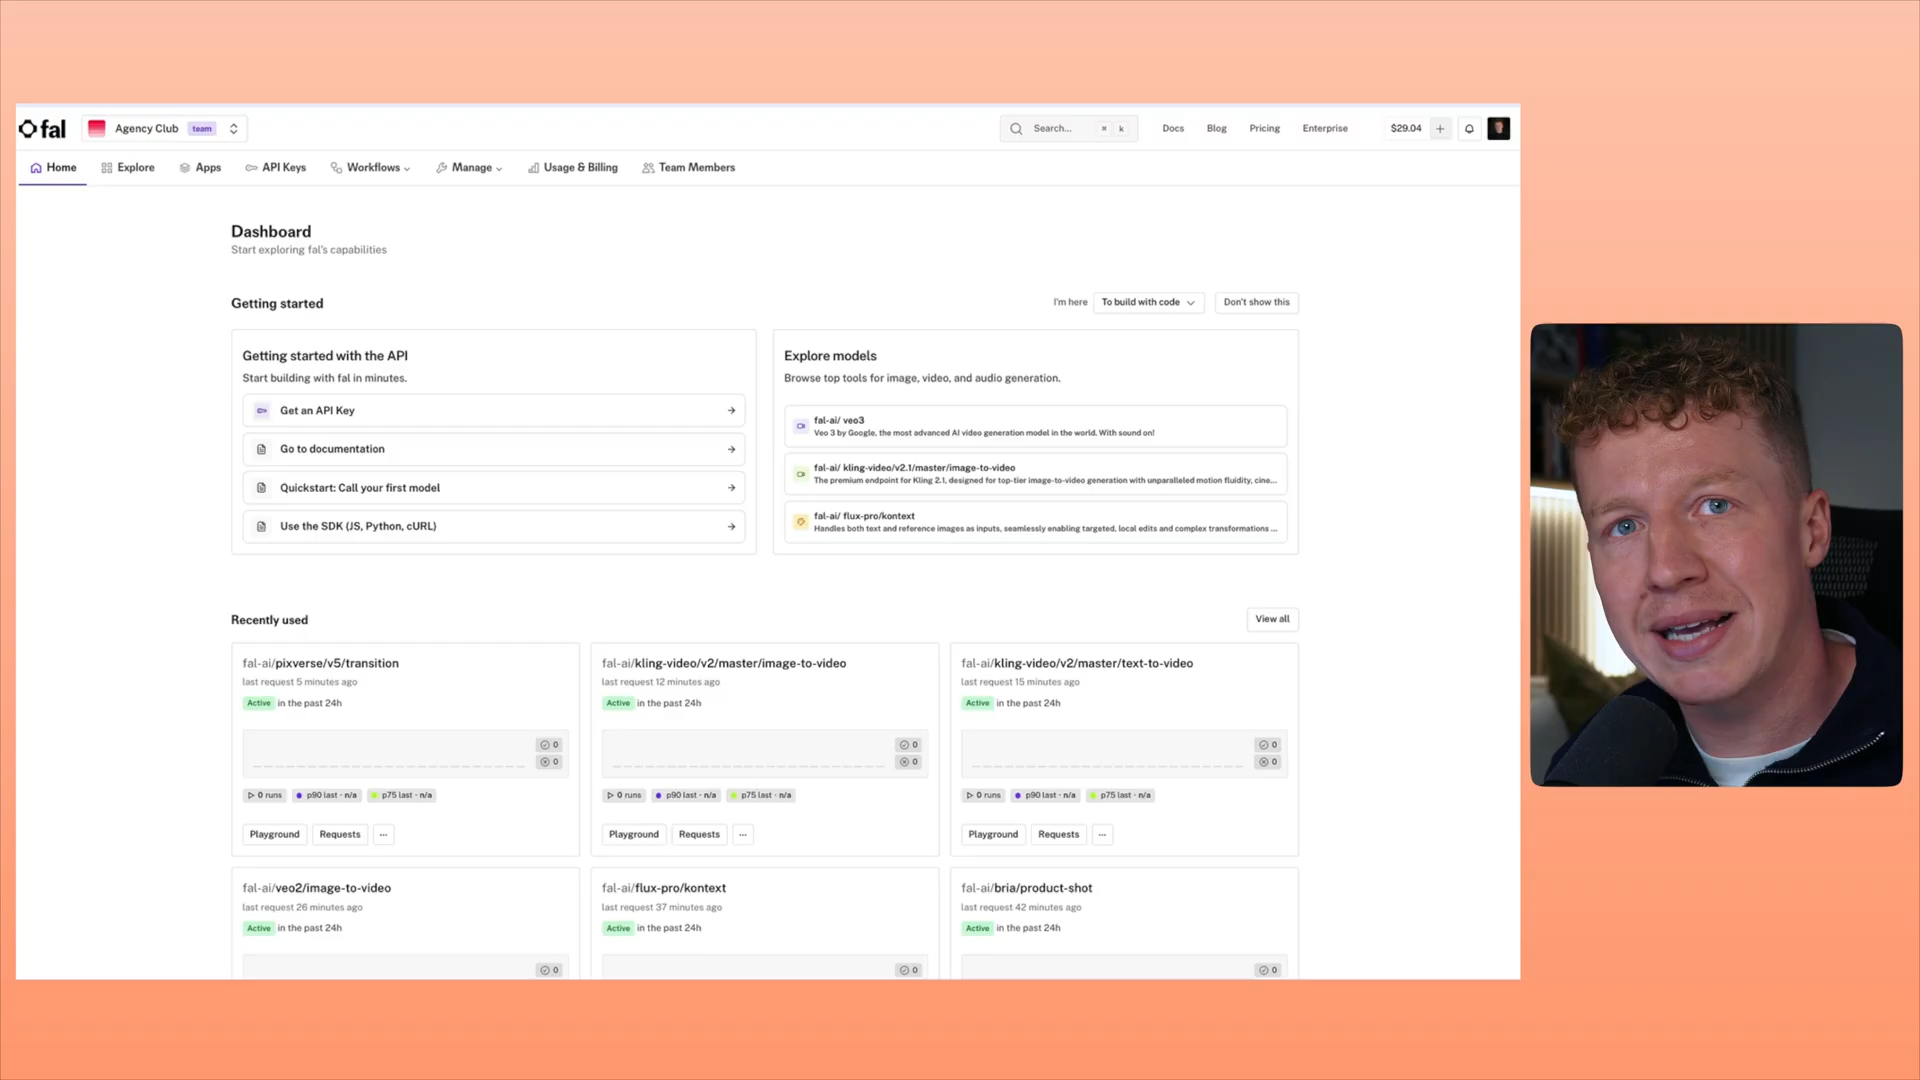 fal
Agency Club team
Search... ⌘ k
Docs
Blog
Pricing
Enterprise
$29.04 +
Home
Explore
Apps
API Keys
Workflows
Manage
Usage & Billing
Team Members
Dashboard
Start exploring fal's capabilities
Getting started
I'm here To build with code
Don't show this
Getting started with the API
Start building with fal in minutes.
Get an API Key
Go to documentation
Quickstart: Call your first model
Use the SDK (JS, Python, cURL)
Explore models
Browse top tools for image, video, and audio generation.
fal-ai/ veo3
Veo 3 by Google, the most advanced AI video generation model in the world. With sound on!
fal-ai/ kling-video/v2.1/master/image-to-video
The premium endpoint for Kling 2.1, designed for top-tier image-to-video generation with unparalleled motion fluidity, cine...
fal-ai/ flux-pro/kontext
Handles both text and reference images as inputs, seamlessly enabling targeted, local edits and complex transformations ...
Recently used
View all
fal-ai/pixverse/v5/transition
last request 5 minutes ago
Active in the past 24h
0
0
0 runs p90 last - n/a p75 last - n/a
Playground Requests ...
fal-ai/kling-video/v2/master/image-to-video
last request 12 minutes ago
Active in the past 24h
0
0
0 runs p90 last - n/a p75 last - n/a
Playground Requests ...
fal-ai/kling-video/v2/master/text-to-video
last request 15 minutes ago
Active in the past 24h
0
0
0 runs p90 last - n/a p75 last - n/a
Playground Requests ...
fal-ai/veo2/image-to-video
last request 26 minutes ago
Active in the past 24h
0
fal-ai/flux-pro/kontext
last request 37 minutes ago
Active in the past 24h
0
fal-ai/bria/product-shot
last request 42 minutes ago
Active in the past 24h
0